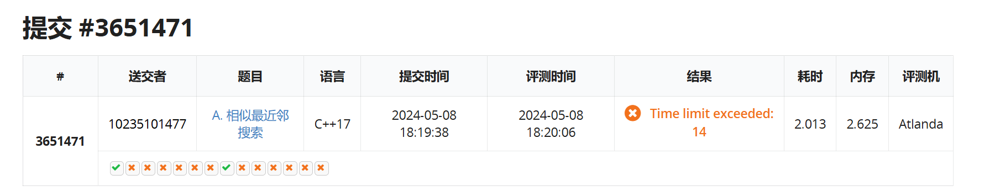 提交 #3651471
# 送交者 题目 语言 提交时间 评测时间 结果 耗时 内存 评测机
3651471
10235101477
A. 相似最近邻
搜索
C++17
2024-05-08
18:19:38
2024-05-08
18:20:06
Time limit exceeded:
14
2.013
2.625
Atlanda